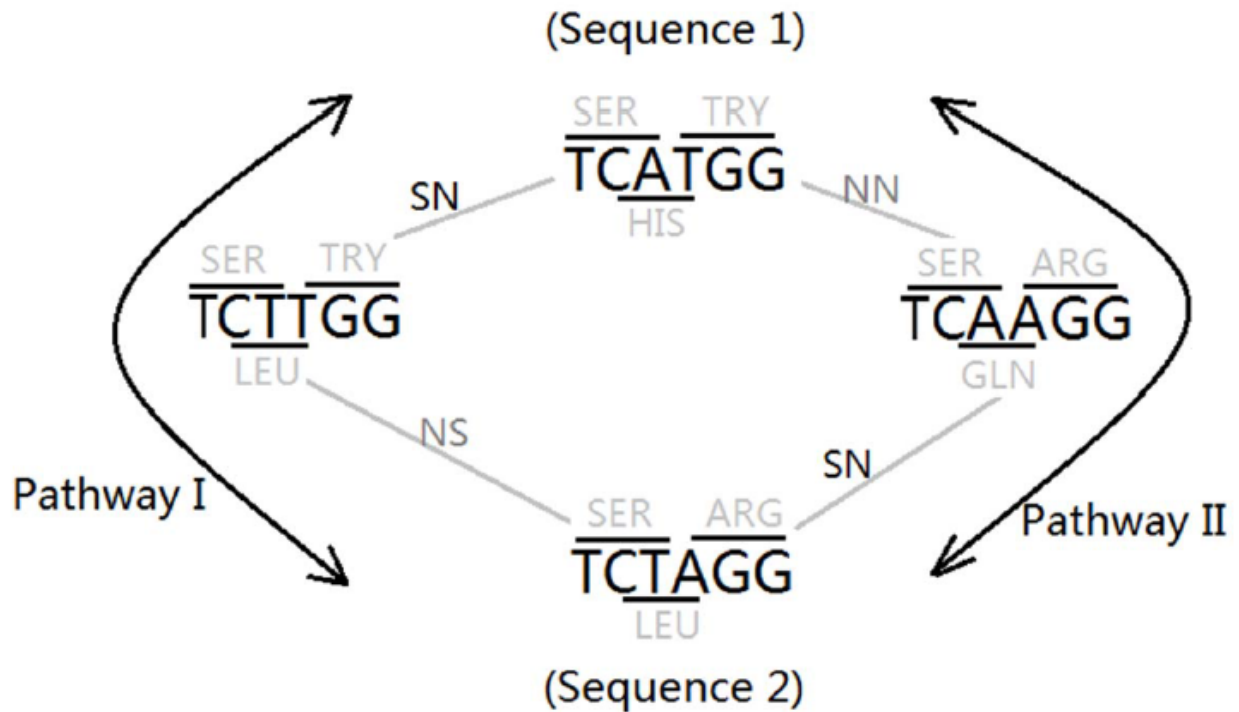 (Sequence 1)
SER TRY
TCATGG
HIS
SN
NN
SER TRY
TCTTGG
LEU
SER ARG
TCAAGG
GLN
NS
SN
Pathway I
Pathway II
SER ARG
TCTAGG
LEU
(Sequence 2)